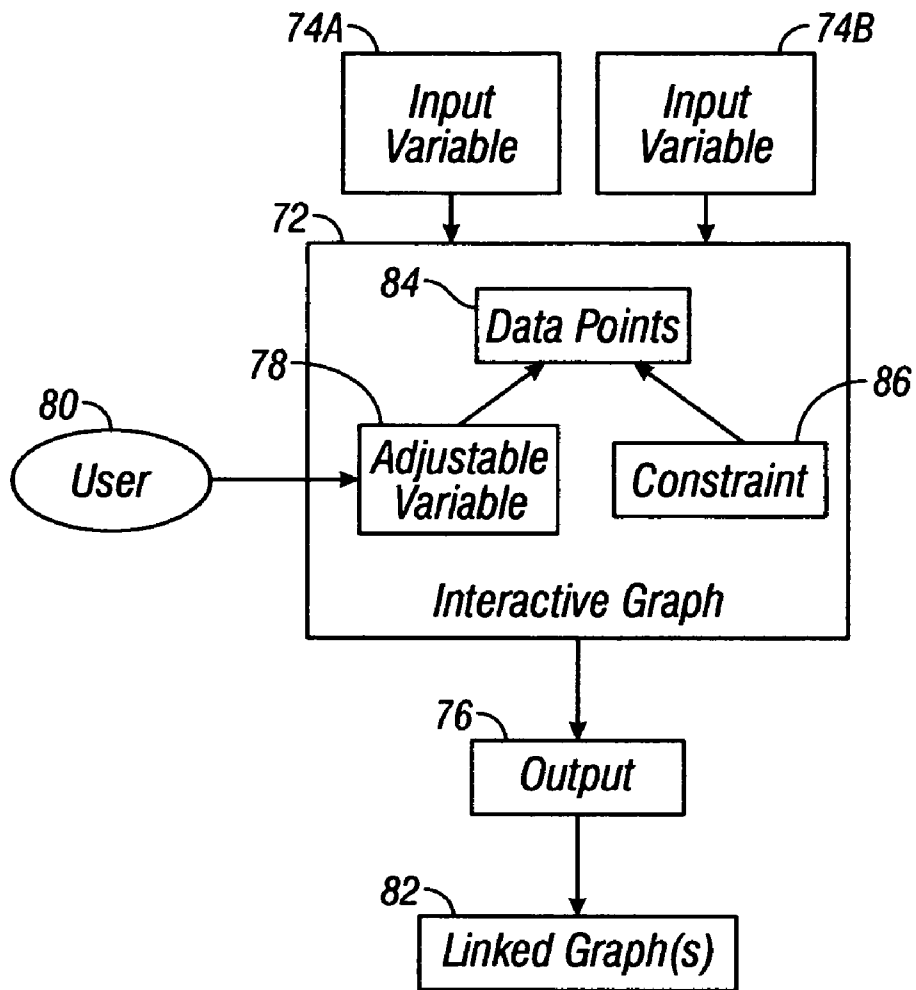 74A
74B
Input
Variable
Input
Variable
72
84
Data Points
78
86
80
User
Adjustable
Variable
Constraint
Interactive Graph
76
Output
82
Linked Graph(s)